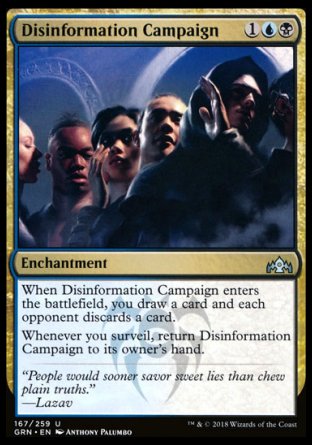 Disinformation Campaign 1
Enchantment
When Disinformation Campaign enters
the battlefield, you draw a card and each
opponent discards a card.
Whenever you surveil, return Disinformation
Campaign to its owner's hand.
"People would sooner savor sweet lies than chew
plain truths."
—Lazav
167/259 U
GRN • EN Anthony Palumbo
™ & © 2018 Wizards of the Coast